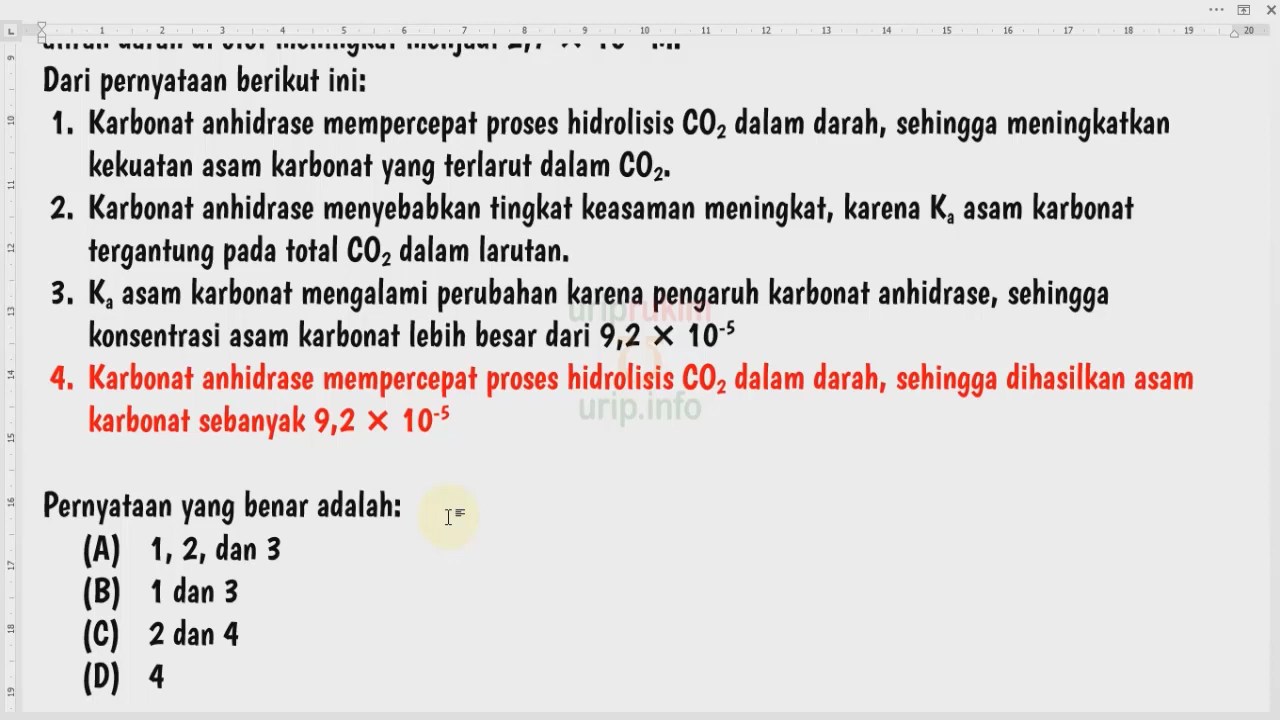 Dari pernyataan berikut ini:
1. Karbonat anhidrase mempercepat proses hidrolisis CO₂ dalam darah, sehingga meningkatkan
kekuatan asam karbonat yang terlarut dalam CO₂.
2. Karbonat anhidrase menyebabkan tingkat keasaman meningkat, karena Kₐ asam karbonat
tergantung pada total CO₂ dalam larutan.
3. Kₐ asam karbonat mengalami perubahan karena pengaruh karbonat anhidrase, sehingga
konsentrasi asam karbonat lebih besar dari 9,2 × 10⁻⁵
uriprukim
4. Karbonat anhidrase mempercepat proses hidrolisis CO₂ dalam darah, sehingga dihasilkan asam
karbonat sebanyak 9,2 × 10⁻⁵
urip.info
Pernyataan yang benar adalah:
(A) 1, 2, dan 3
(B) 1 dan 3
(C) 2 dan 4
(D) 4